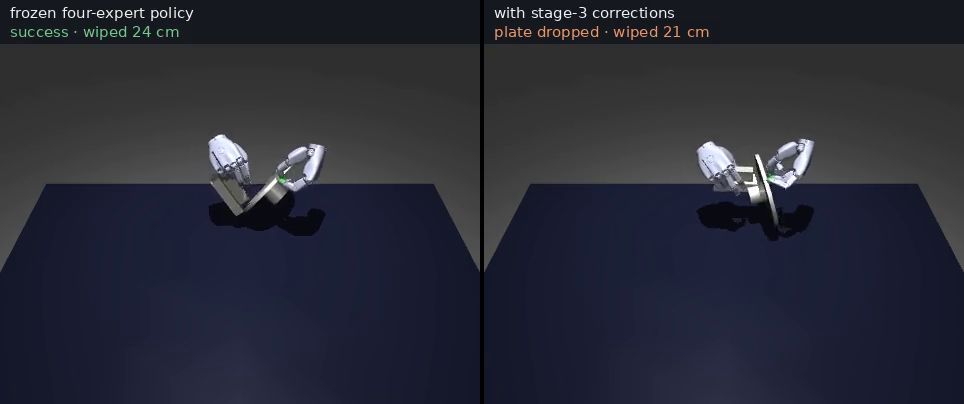 frozen four-expert policy
success · wiped 24 cm
with stage-3 corrections
plate dropped · wiped 21 cm